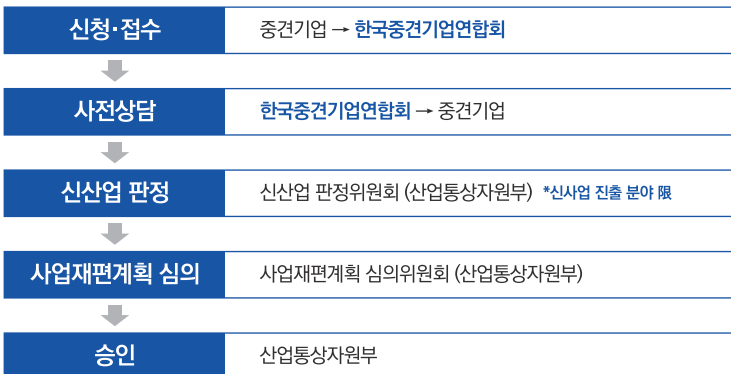 신청·접수 중견기업 → 한국중견기업연합회
사전상담 한국중견기업연합회 → 중견기업
신산업 판정 신산업 판정위원회 (산업통상자원부) *신사업 진출 분야 限
사업재편계획 심의 사업재편계획 심의위원회 (산업통상자원부)
승인 산업통상자원부